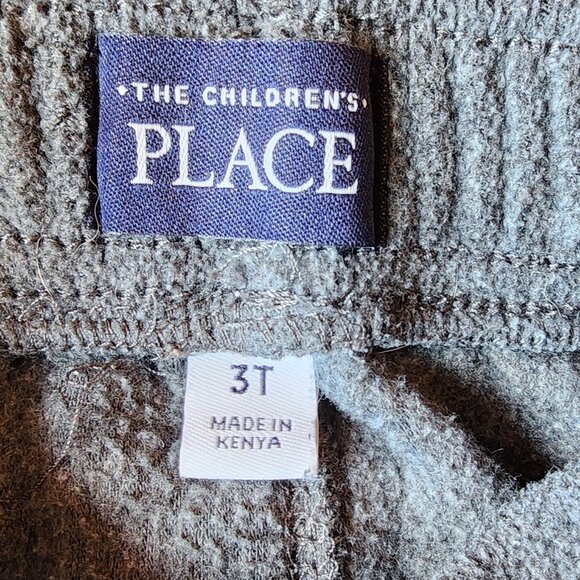 THE CHILDREN'S
PLACE
3T
MADE IN
KENYA